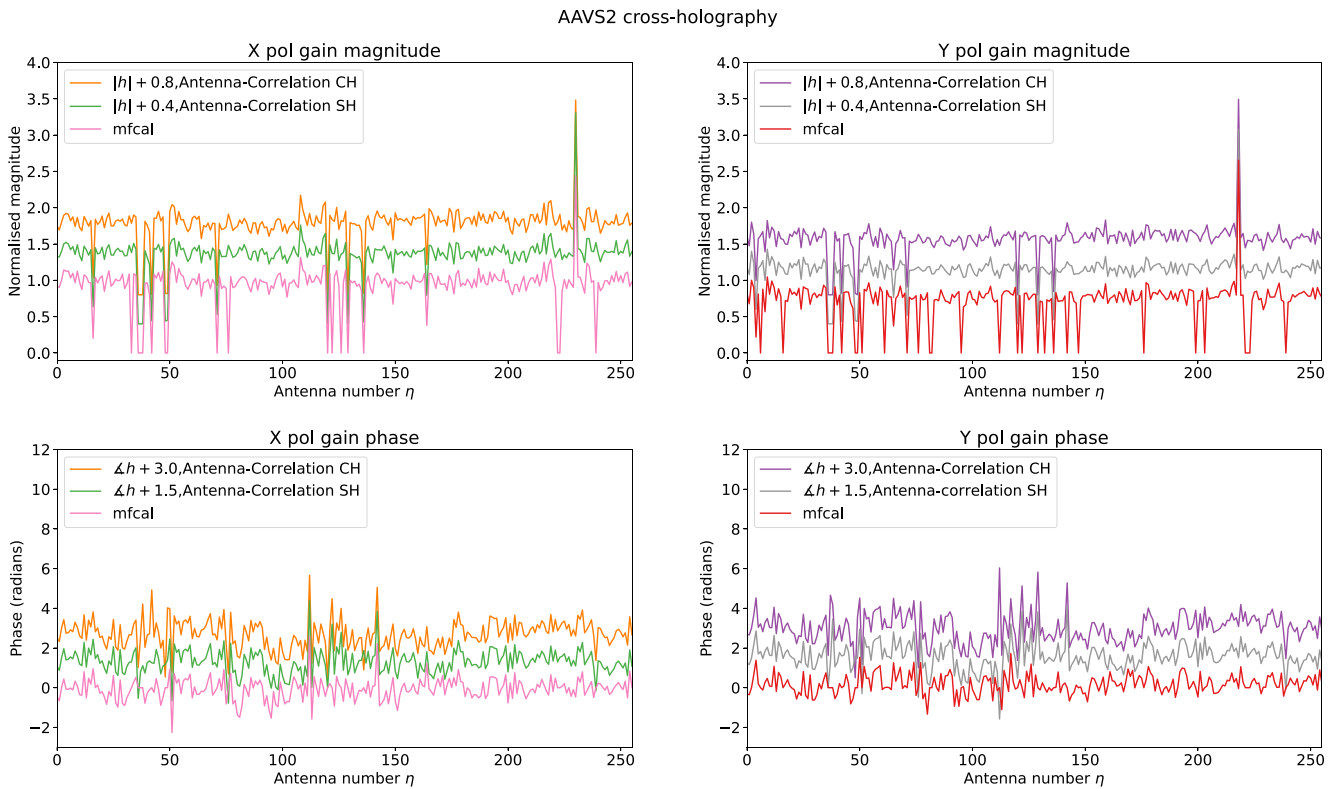 AAVS2 cross-holography
X pol gain magnitude
Normalised magnitude
4.0
3.5
3.0
2.5
2.0
1.5
1.0
0.5
0.0
|h| + 0.8,Antenna-Correlation CH
|h| + 0.4,Antenna-Correlation SH
mfcal
0 50 100 150 200 250
Antenna number η
Y pol gain magnitude
Normalised magnitude
4.0
3.5
3.0
2.5
2.0
1.5
1.0
0.5
0.0
|h| + 0.8,Antenna-Correlation CH
|h| + 0.4,Antenna-Correlation SH
mfcal
0 50 100 150 200 250
Antenna number η
X pol gain phase
Phase (radians)
12
10
8
6
4
2
0
−2
∡h + 3.0,Antenna-Correlation CH
∡h + 1.5,Antenna-Correlation SH
mfcal
0 50 100 150 200 250
Antenna number η
Y pol gain phase
Phase (radians)
12
10
8
6
4
2
0
−2
∡h + 3.0,Antenna-Correlation CH
∡h + 1.5,Antenna-correlation SH
mfcal
0 50 100 150 200 250
Antenna number η